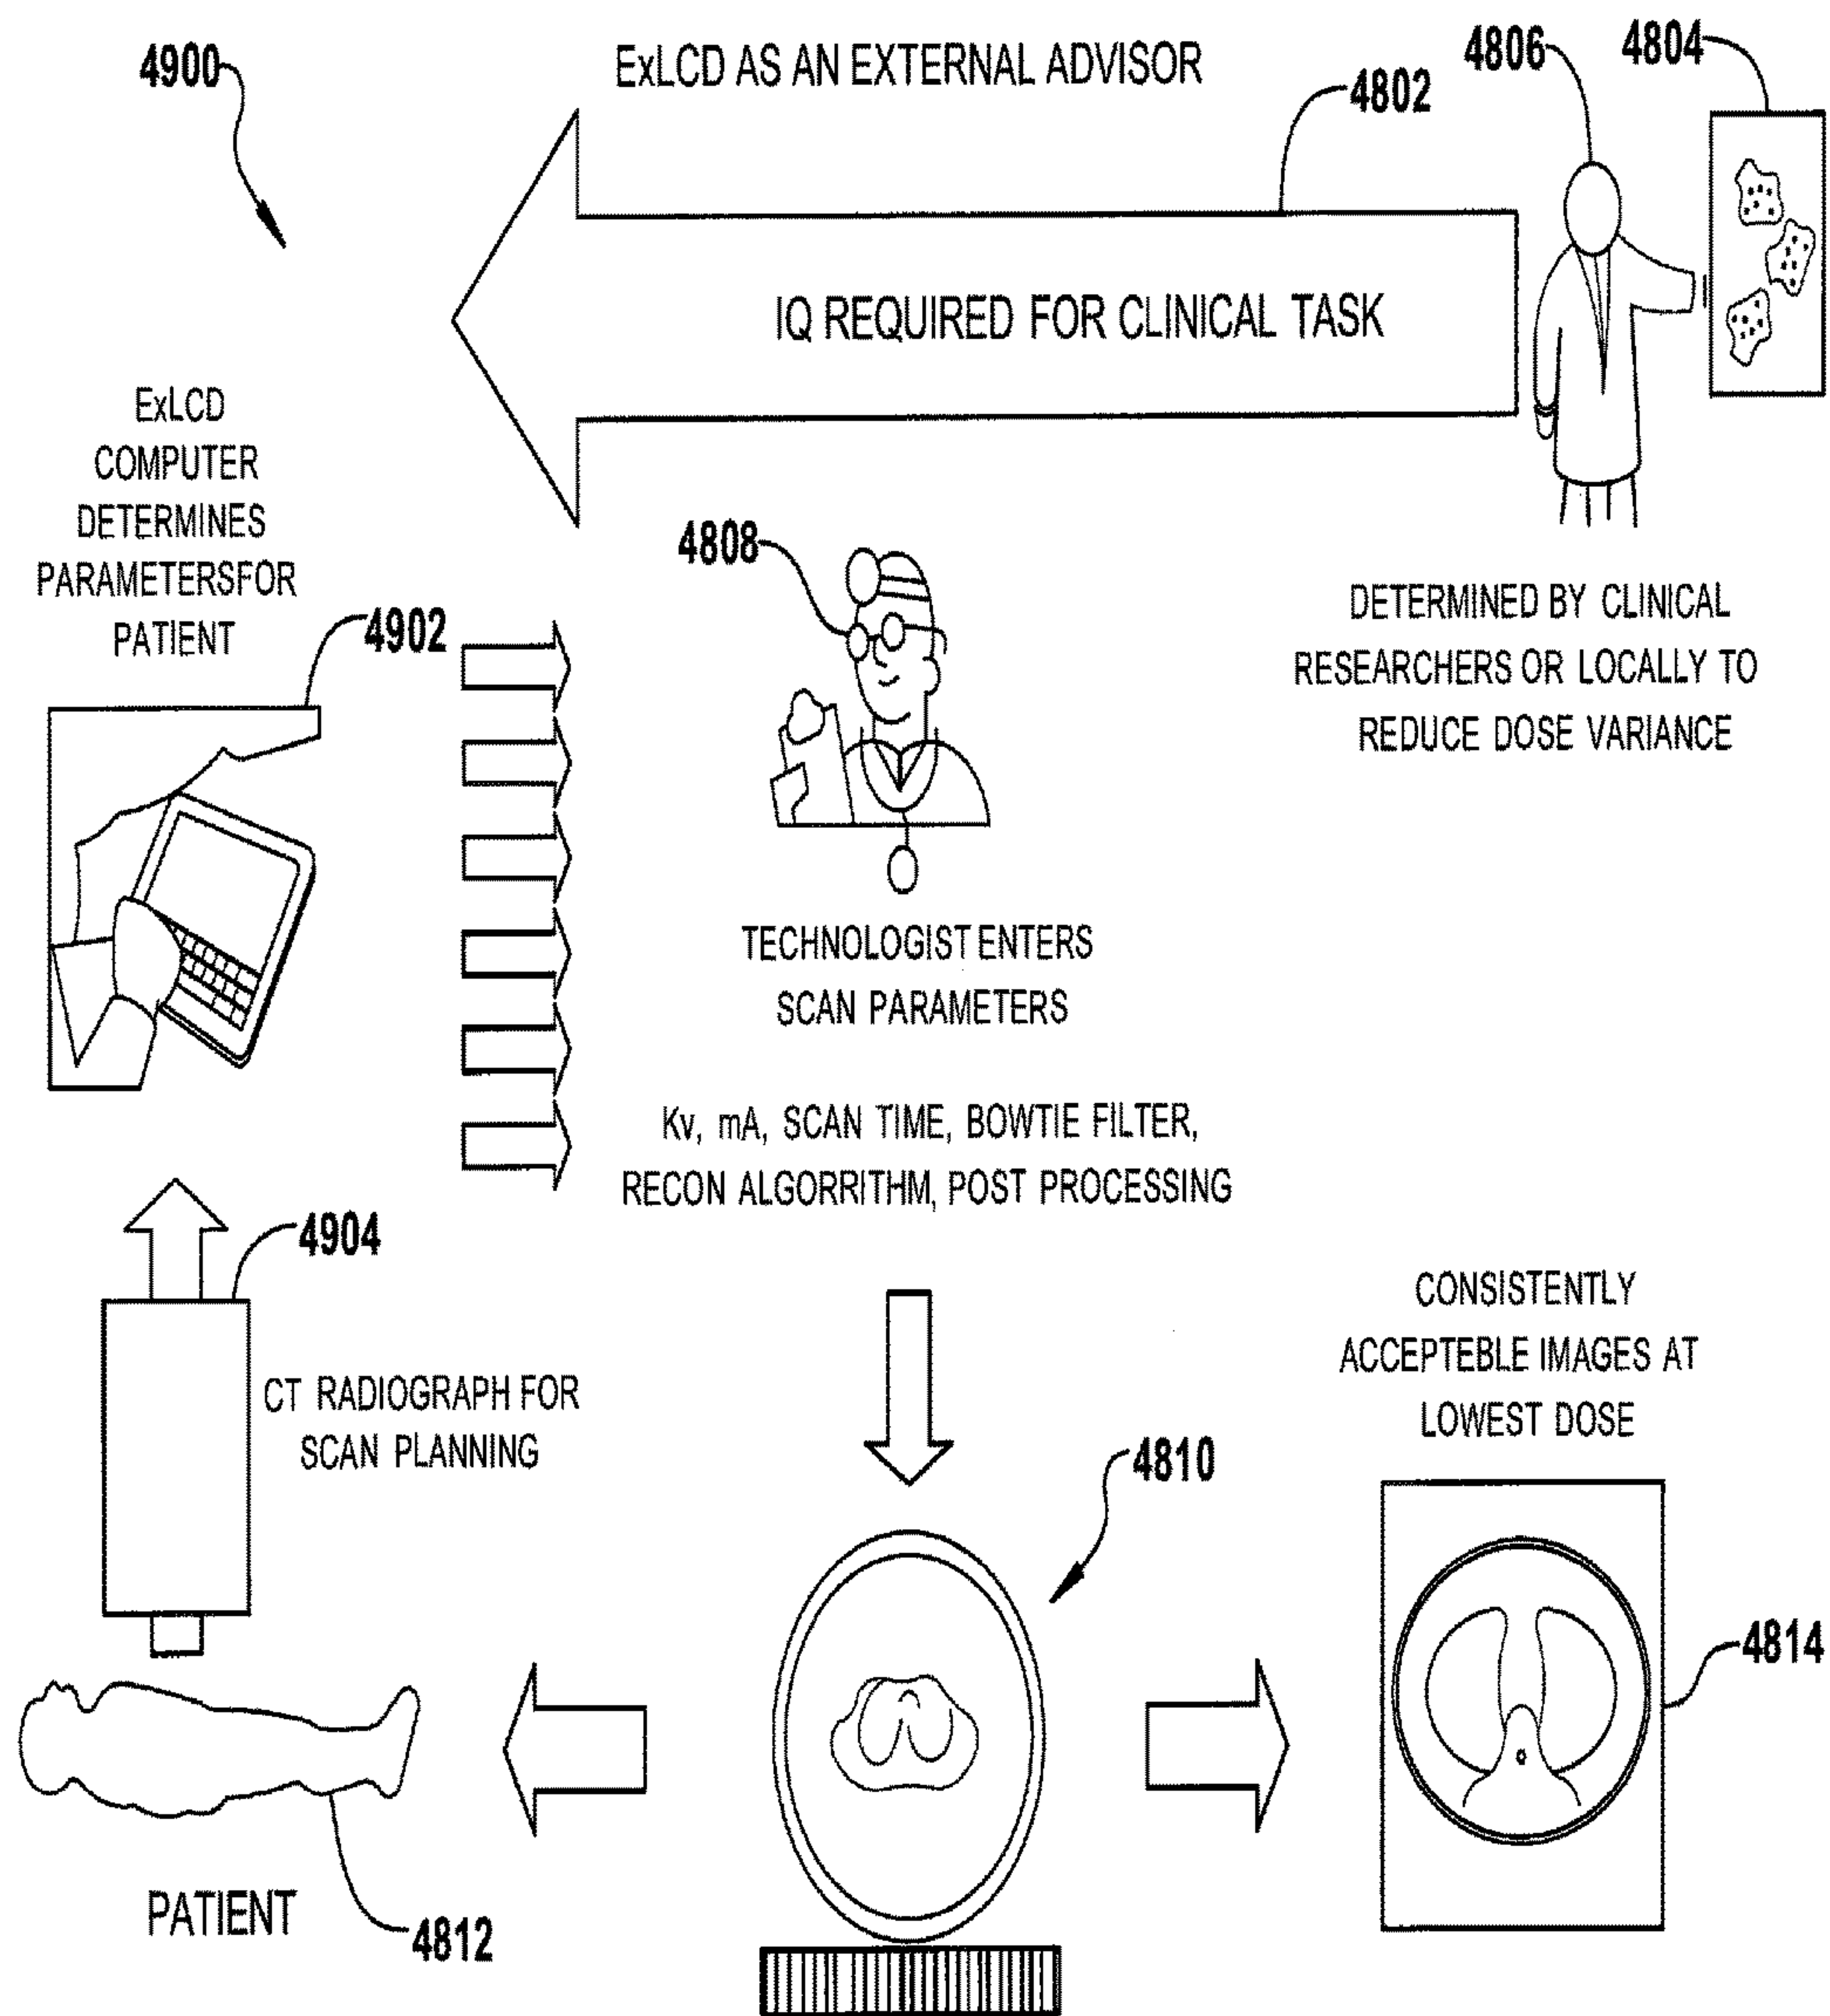 4900
ExLCD AS AN EXTERNAL ADVISOR
4802
4806
4804
IQ REQUIRED FOR CLINICAL TASK
ExLCD
COMPUTER
DETERMINES
PARAMETERSFOR
PATIENT
4902
4808
DETERMINED BY CLINICAL
RESEARCHERS OR LOCALLY TO
REDUCE DOSE VARIANCE
TECHNOLOGIST ENTERS
SCAN PARAMETERS
Kv, mA, SCAN TIME, BOWTIE FILTER,
RECON ALGORRITHM, POST PROCESSING
4904
CT RADIOGRAPH FOR
SCAN PLANNING
CONSISTENTLY
ACCEPTEBLE IMAGES AT
LOWEST DOSE
4810
4814
PATIENT
4812